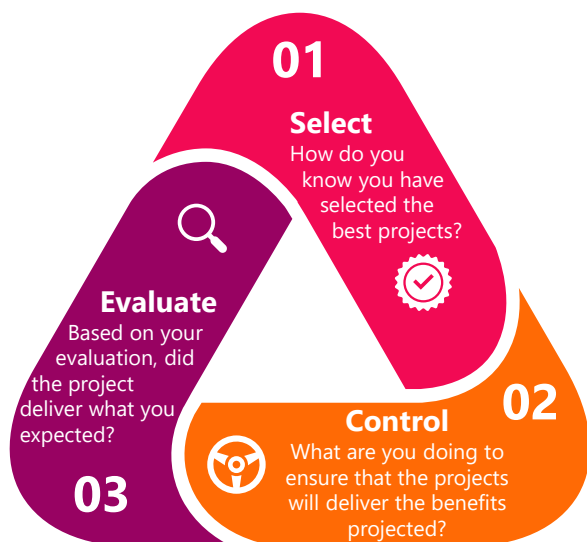 01
Select
How do you
know you have
selected the
best projects?
02
Control
What are you doing to
ensure that the projects
will deliver the benefits
projected?
Evaluate
Based on your
evaluation, did
the project
deliver what you
expected?
03